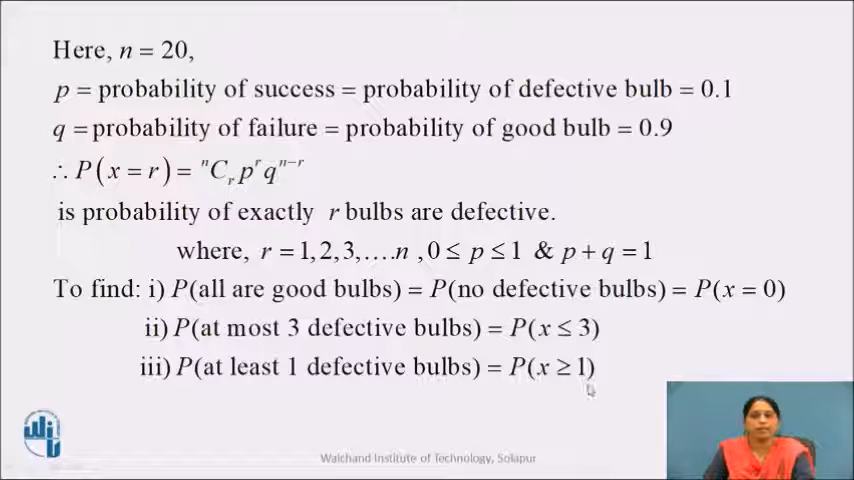 Here, n = 20,
p = probability of success = probability of defective bulb = 0.1
q = probability of failure = probability of good bulb = 0.9
∴ P(x = r) = ⁿCᵣ pʳ qⁿ⁻ʳ
is probability of exactly r bulbs are defective.
where, r = 1,2,3,....n , 0 ≤ p ≤ 1 & p + q = 1
To find: i) P(all are good bulbs) = P(no defective bulbs) = P(x = 0)
ii) P(at most 3 defective bulbs) = P(x ≤ 3)
iii) P(at least 1 defective bulbs) = P(x ≥ 1)
Walchand Institute of Technology, Solapur